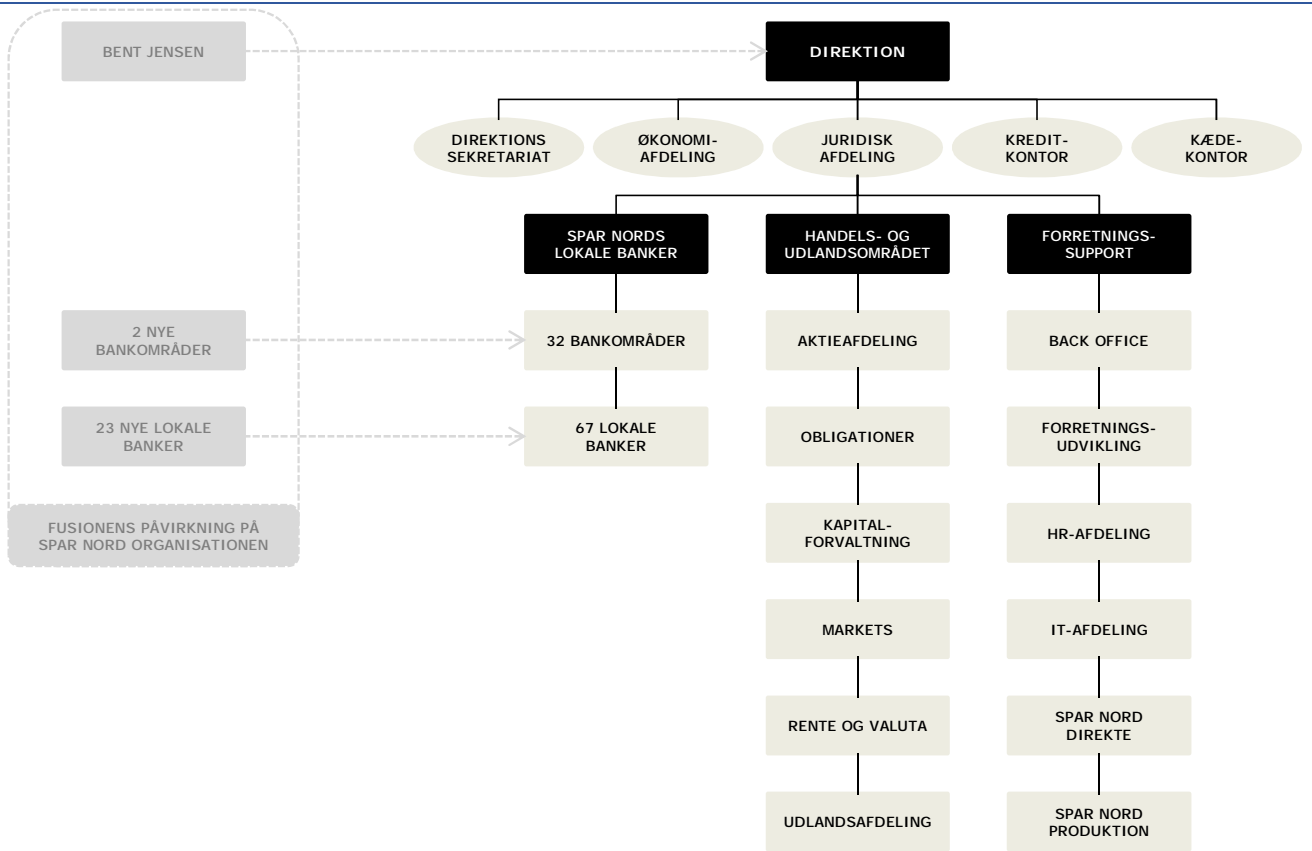 BENT JENSEN
DIREKTION
DIREKTIONS
SEKRETARIAT
ØKONOMI-
AFDELING
JURIDISK
AFDELING
KREDIT-
KONTOR
KÆDE-
KONTOR
SPAR NORDS
LOKALE BANKER
HANDELS- OG
UDLANDSOMRÅDET
FORRETNINGS-
SUPPORT
2 NYE
BANKOMRÅDER
32 BANKOMRÅDER
AKTIEAFDELING
BACK OFFICE
23 NYE LOKALE
BANKER
67 LOKALE
BANKER
OBLIGATIONER
FORRETNINGS-
UDVIKLING
FUSIONENS PÅVIRKNING PÅ
SPAR NORD ORGANISATIONEN
KAPITAL-
FORVALTNING
HR-AFDELING
MARKETS
IT-AFDELING
RENTE OG VALUTA
SPAR NORD
DIREKTE
UDLANDSAFDELING
SPAR NORD
PRODUKTION